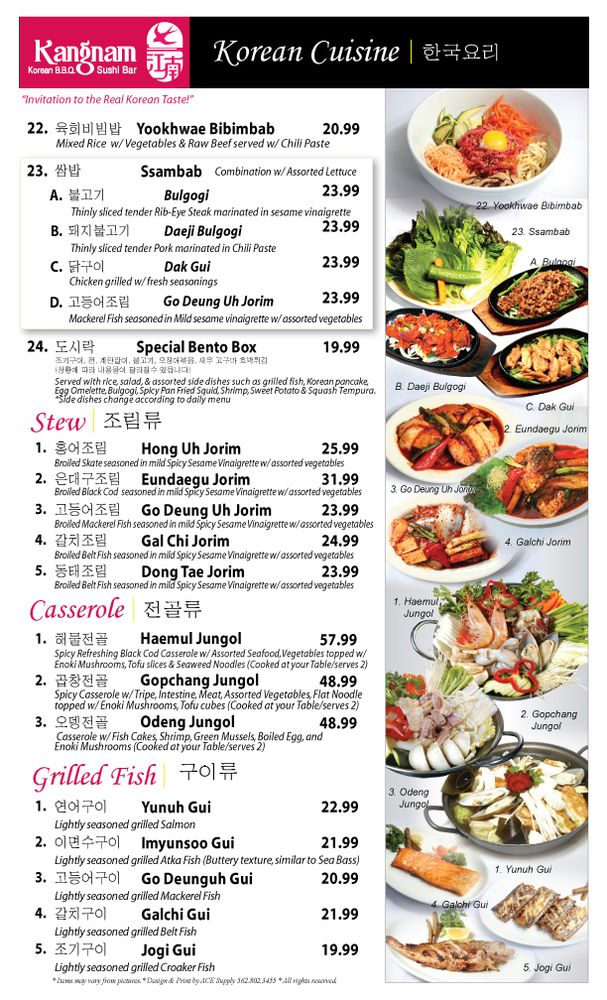 Kangnam
Korean B.B.Q. Sushi Bar
江南
Korean Cuisine | 한국요리
"Invitation to the Real Korean Taste!"
22. 육회비빔밥 Yookhwae Bibimbab 20.99
Mixed Rice w/ Vegetables & Raw Beef served w/ Chili Paste
23. 쌈밥 Ssambab Combination w/ Assorted Lettuce
A. 불고기 Bulgogi 23.99
Thinly sliced tender Rib-Eye Steak marinated in sesame vinaigrette
B. 돼지불고기 Daeji Bulgogi 23.99
Thinly sliced tender Pork marinated in Chili Paste
C. 닭구이 Dak Gui 23.99
Chicken grilled w/ fresh seasonings
D. 고등어조림 Go Deung Uh Jorim 23.99
Mackerel Fish seasoned in Mild sesame vinaigrette w/ assorted vegetables
24. 도시락 Special Bento Box 19.99
조기구이, 전, 계란말이, 불고기, 오징어볶음, 새우 고구마 호박튀김
(상황에 따라 내용물이 달라질수 있습니다)
Served with rice, salad, & assorted side dishes such as grilled fish, Korean pancake,
Egg Omelette, Bulgogi, Spicy Pan Fried Squid, Shrimp, Sweet Potato & Squash Tempura.
*Side dishes change according to daily menu
Stew | 조림류
1. 홍어조림 Hong Uh Jorim 25.99
Broiled Skate seasoned in mild Spicy Sesame Vinaigrette w/ assorted vegetables
2. 은대구조림 Eundaegu Jorim 31.99
Broiled Black Cod seasoned in mild Spicy Sesame Vinaigrette w/ assorted vegetables
3. 고등어조림 Go Deung Uh Jorim 23.99
Broiled Mackerel Fish seasoned in mild Spicy Sesame Vinaigrette w/ assorted vegetables
4. 갈치조림 Gal Chi Jorim 24.99
Broiled Belt Fish seasoned in mild Spicy Sesame Vinaigrette w/ assorted vegetables
5. 동태조림 Dong Tae Jorim 23.99
Broiled Belt Fish seasoned in mild Spicy Sesame Vinaigrette w/ assorted vegetables
Casserole | 전골류
1. 해물전골 Haemul Jungol 57.99
Spicy Refreshing Black Cod Casserole w/ Assorted Seafood, Vegetables topped w/
Enoki Mushrooms, Tofu slices & Seaweed Noodles (Cooked at your Table/serves 2)
2. 곱창전골 Gopchang Jungol 48.99
Spicy Casserole w/ Tripe, Intestine, Meat, Assorted Vegetables, Flat Noodle
topped w/ Enoki Mushrooms, Tofu cubes (Cooked at your Table/serves 2)
3. 오뎅전골 Odeng Jungol 48.99
Casserole w/ Fish Cakes, Shrimp, Green Mussels, Boiled Egg, and
Enoki Mushrooms (Cooked at your Table/serves 2)
Grilled Fish | 구이류
1. 연어구이 Yunuh Gui 22.99
Lightly seasoned grilled Salmon
2. 이면수구이 Imyunsoo Gui 21.99
Lightly seasoned grilled Atka Fish (Buttery texture, similar to Sea Bass)
3. 고등어구이 Go Deunguh Gui 20.99
Lightly seasoned grilled Mackerel Fish
4. 갈치구이 Galchi Gui 21.99
Lightly seasoned grilled Belt Fish
5. 조기구이 Jogi Gui 19.99
Lightly seasoned grilled Croaker Fish
* Items may vary from pictures. * Design & Print by ACE Supply 562.802.3455 * All rights reserved.
22. Yookhwae Bibimbab
23. Ssambab
A. Bulgogi
B. Daeji Bulgogi
C. Dak Gui
2. Eundaegu Jorim
3. Go Deung Uh Jorim
4. Galchi Jorim
1. Haemul
Jungol
2. Gopchang
Jungol
3. Odeng
Jungol
1. Yunuh Gui
4. Galchi Gui
5. Jogi Gui